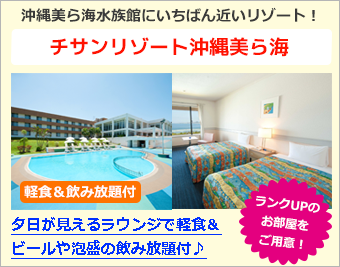 沖縄美ら海水族館にいちばん近いリゾート！
チサンリゾート沖縄美ら海
軽食＆飲み放題付
夕日が見えるラウンジで軽食＆
ビールや泡盛の飲み放題付♪
ランクUPの
お部屋を
ご用意！